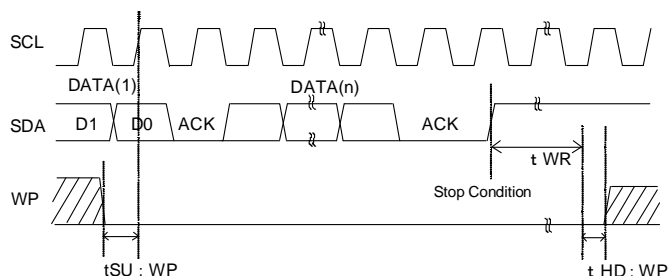 SCL
DATA(1)
DATA(n)
SDA
D1
D0
ACK
ACK
t WR
Stop Condition
WP
tSU : WP
t HD : WP